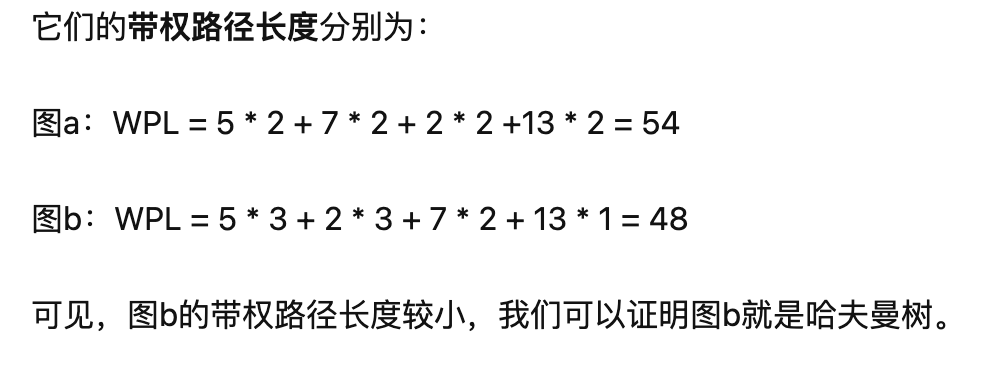 它们的带权路径长度分别为：
图a：WPL = 5 * 2 + 7 * 2 + 2 * 2 +13 * 2 = 54
图b：WPL = 5 * 3 + 2 * 3 + 7 * 2 + 13 * 1 = 48
可见，图b的带权路径长度较小，我们可以证明图b就是哈夫曼树。